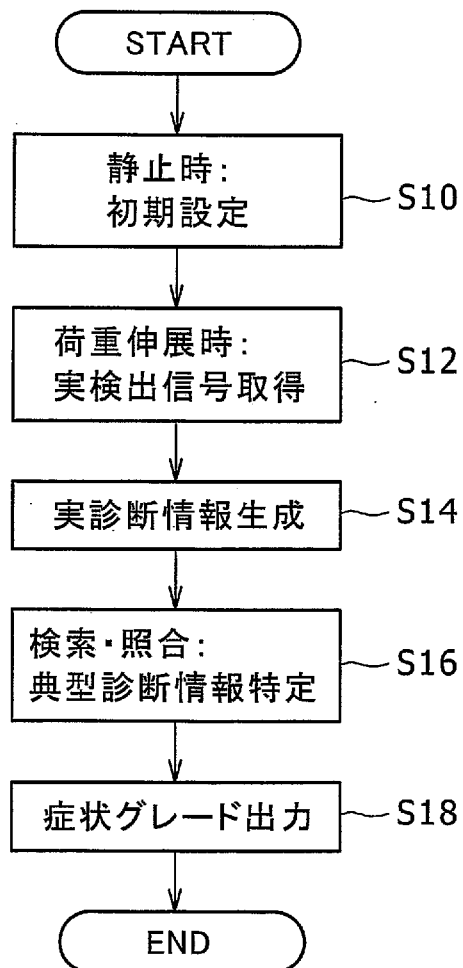 START
静止時:
初期設定
S10
荷重伸展時:
実検出信号取得
S12
実診断情報生成
S14
検索・照合:
典型診断情報特定
S16
症状グレード出力
S18
END